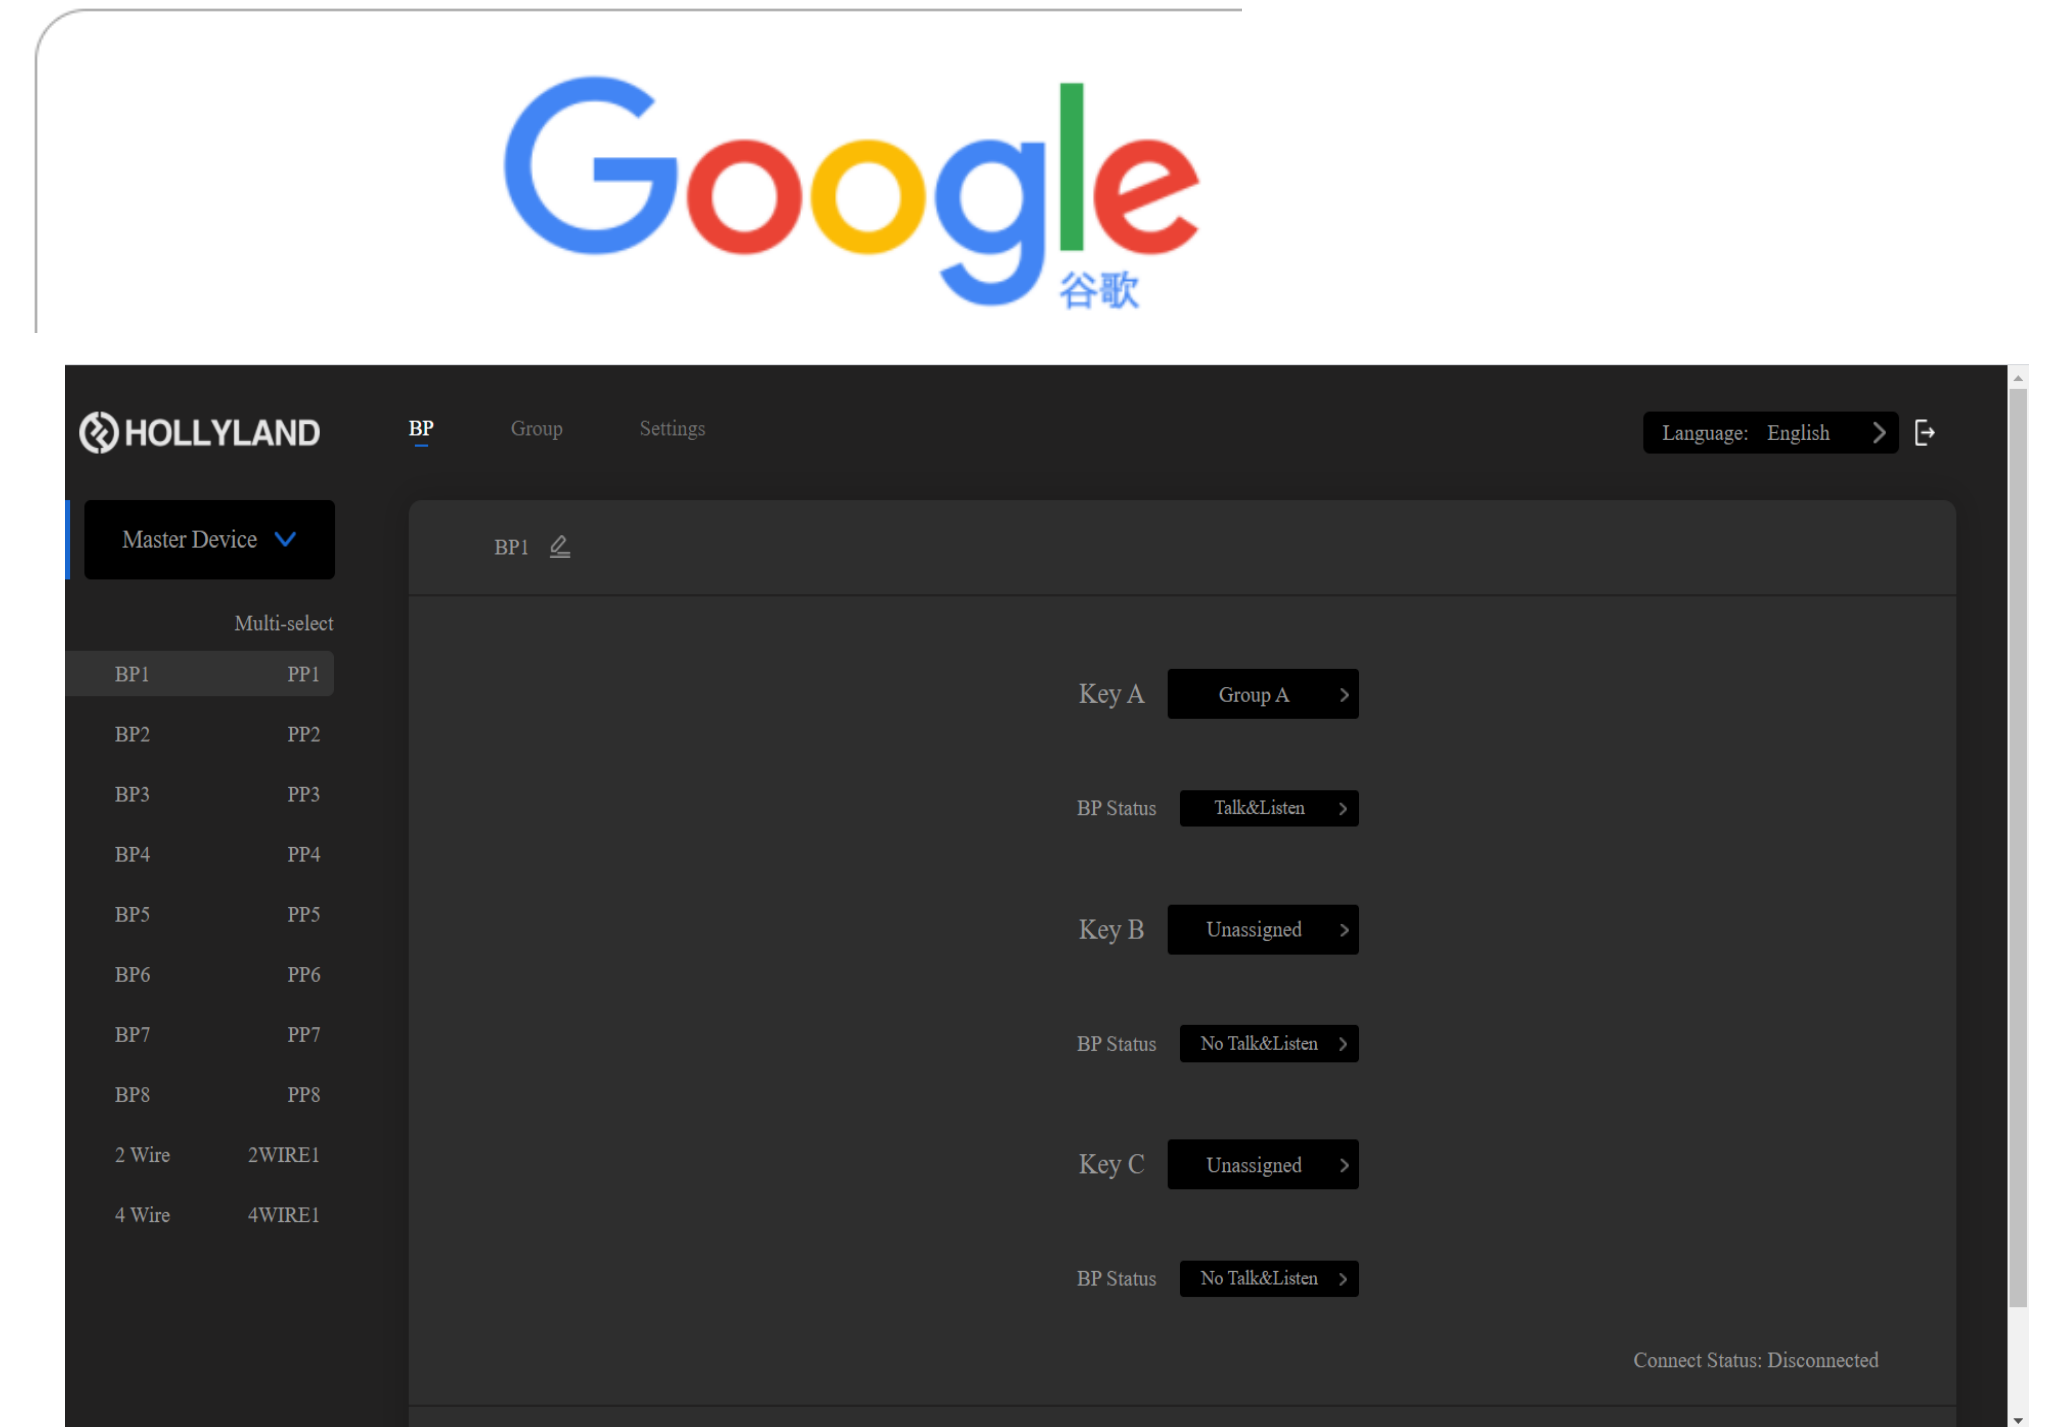 Google
谷歌
HOLLYLAND BP Group Settings Language: English
Master Device
BP1
Multi-select
BP1 PP1
Key A Group A
BP2 PP2
BP3 PP3
BP Status Talk&Listen
BP4 PP4
BP5 PP5
Key B Unassigned
BP6 PP6
BP7 PP7
BP Status No Talk&Listen
BP8 PP8
2 Wire 2WIRE1
Key C Unassigned
4 Wire 4WIRE1
BP Status No Talk&Listen
Connect Status: Disconnected